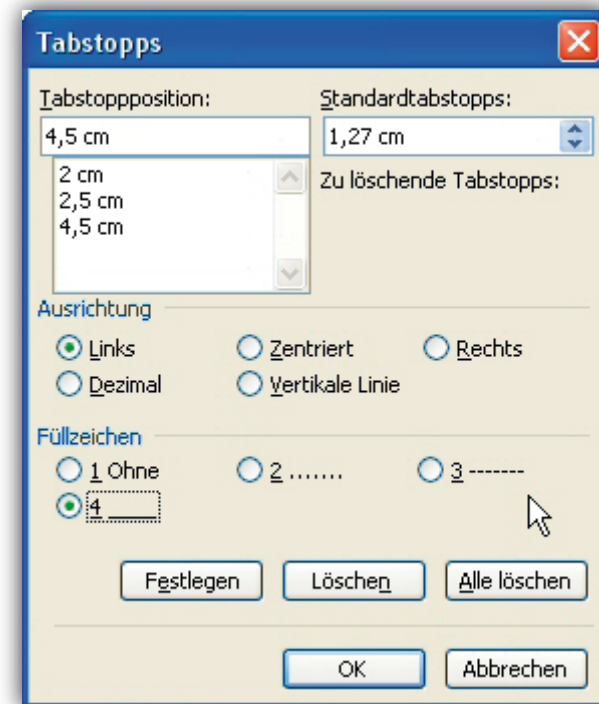 Tabstopps
Tabstoppposition: Standardtabstopps:
4,5 cm 1,27 cm
2 cm Zu löschende Tabstopps:
2,5 cm
4,5 cm
Ausrichtung
Links Zentriert Rechts
Dezimal Vertikale Linie
Füllzeichen
1 Ohne 2 ....... 3 -------
4 ____
Festlegen Löschen Alle löschen
OK Abbrechen